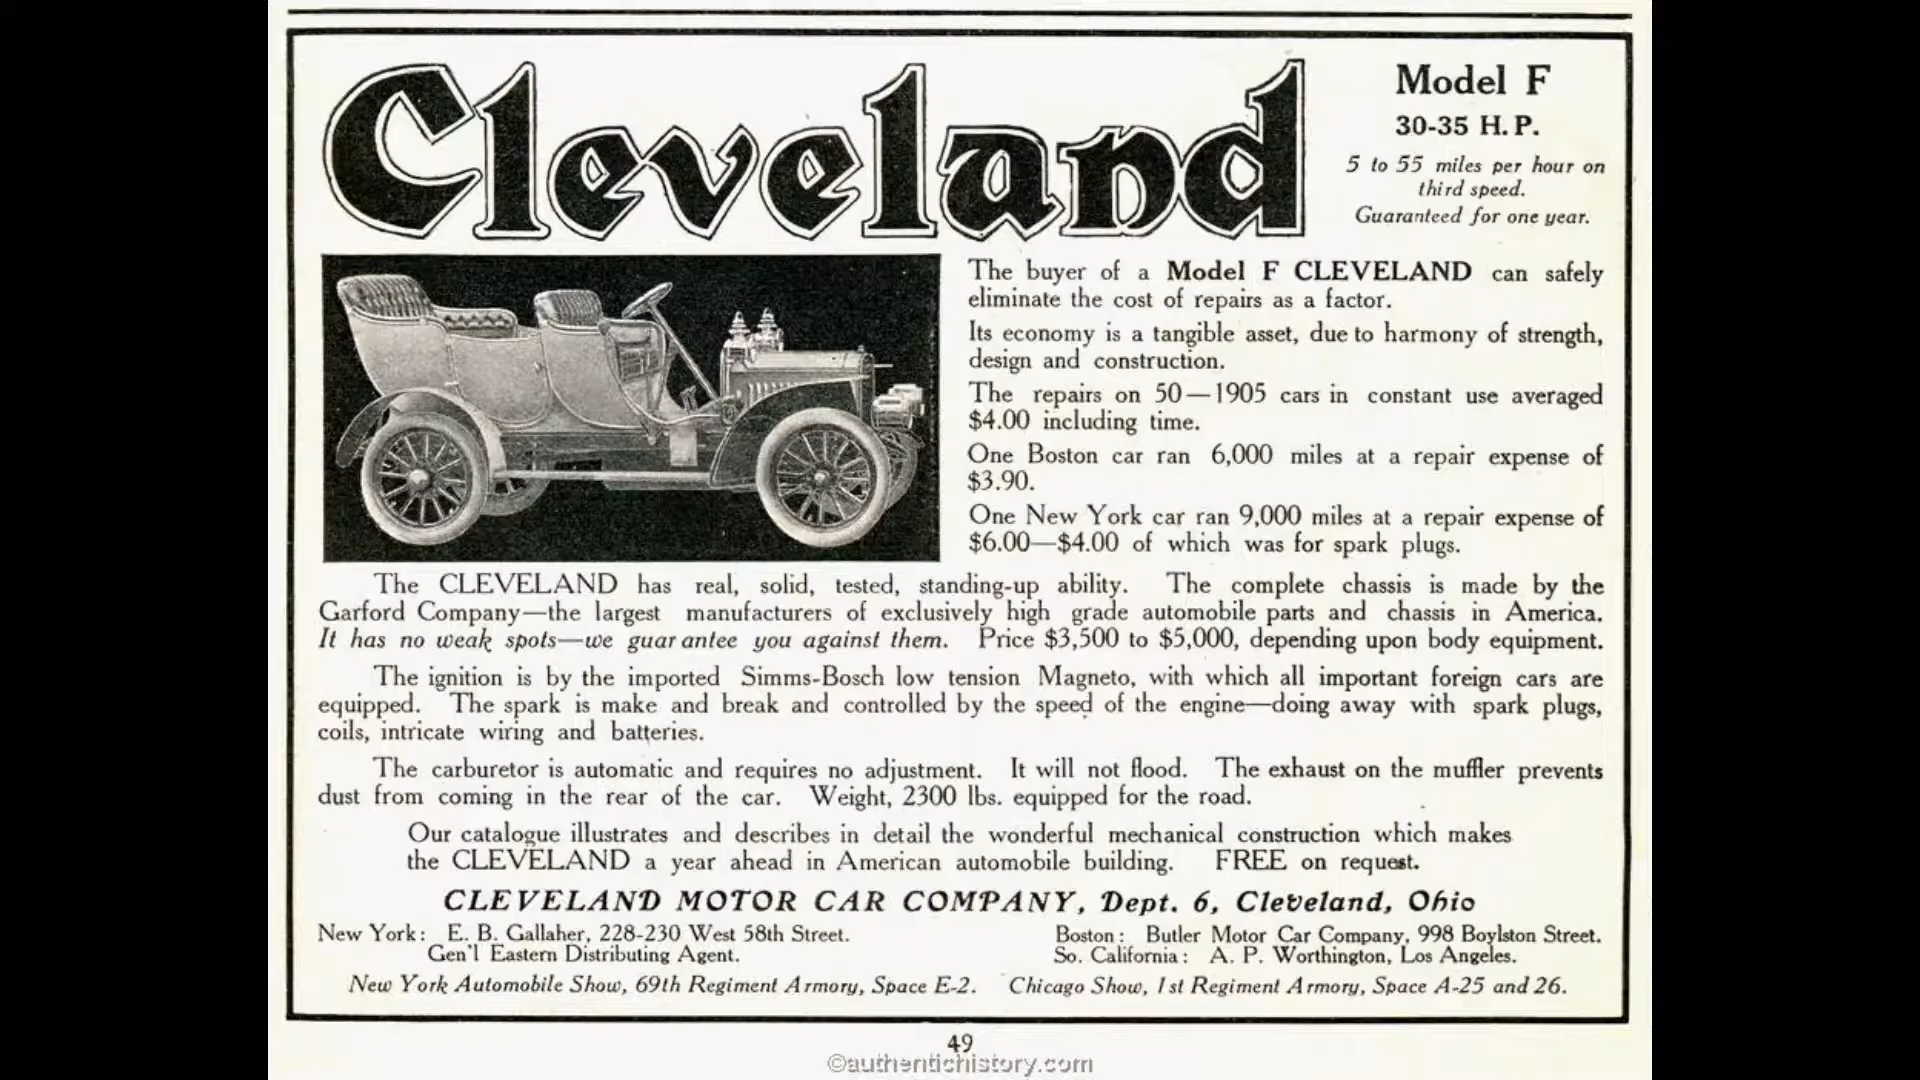 Cleveland
Model F
30-35 H. P.
5 to 55 miles per hour on
third speed.
Guaranteed for one year.
The buyer of a Model F CLEVELAND can safely
eliminate the cost of repairs as a factor.
Its economy is a tangible asset, due to harmony of strength,
design and construction.
The repairs on 50—1905 cars in constant use averaged
$4.00 including time.
One Boston car ran 6,000 miles at a repair expense of
$3.90.
One New York car ran 9,000 miles at a repair expense of
$6.00—$4.00 of which was for spark plugs.
The CLEVELAND has real, solid, tested, standing-up ability. The complete chassis is made by the
Garford Company—the largest manufacturers of exclusively high grade automobile parts and chassis in America.
It has no weak spots—we guarantee you against them. Price $3,500 to $5,000, depending upon body equipment.
The ignition is by the imported Simms-Bosch low tension Magneto, with which all important foreign cars are
equipped. The spark is make and break and controlled by the speed of the engine—doing away with spark plugs,
coils, intricate wiring and batteries.
The carburetor is automatic and requires no adjustment. It will not flood. The exhaust on the muffler prevents
dust from coming in the rear of the car. Weight, 2300 lbs. equipped for the road.
Our catalogue illustrates and describes in detail the wonderful mechanical construction which makes
the CLEVELAND a year ahead in American automobile building. FREE on request.
CLEVELAND MOTOR CAR COMPANY, Dept. 6, Cleveland, Ohio
New York: E. B. Gallaher, 228-230 West 58th Street.
Gen'l Eastern Distributing Agent.
Boston: Butler Motor Car Company, 998 Boylston Street.
So. California: A. P. Worthington, Los Angeles.
New York Automobile Show, 69th Regiment Armory, Space E-2. Chicago Show, 1st Regiment Armory, Space A-25 and 26.
49
©authentichistory.com